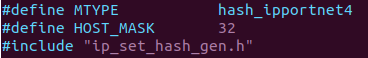 #define MTYPE           hash_ipportnet4
#define HOST_MASK       32
#include "ip_set_hash_gen.h"